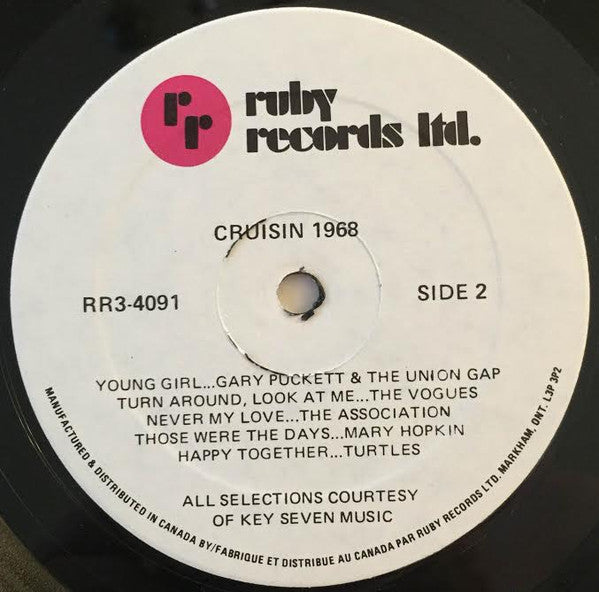 rr
ruby
records ltd.
CRUISIN 1968
RR3-4091
SIDE 2
YOUNG GIRL...GARY PUCKETT & THE UNION GAP
TURN AROUND, LOOK AT ME...THE VOGUES
NEVER MY LOVE...THE ASSOCIATION
THOSE WERE THE DAYS...MARY HOPKIN
HAPPY TOGETHER...TURTLES
ALL SELECTIONS COURTESY
OF KEY SEVEN MUSIC
MANUFACTURED & DISTRIBUTED IN CANADA BY/FABRIQUE ET DISTRIBUE AU CANADA PAR RUBY RECORDS LTD. MARKHAM, ONT. L3P 3P2